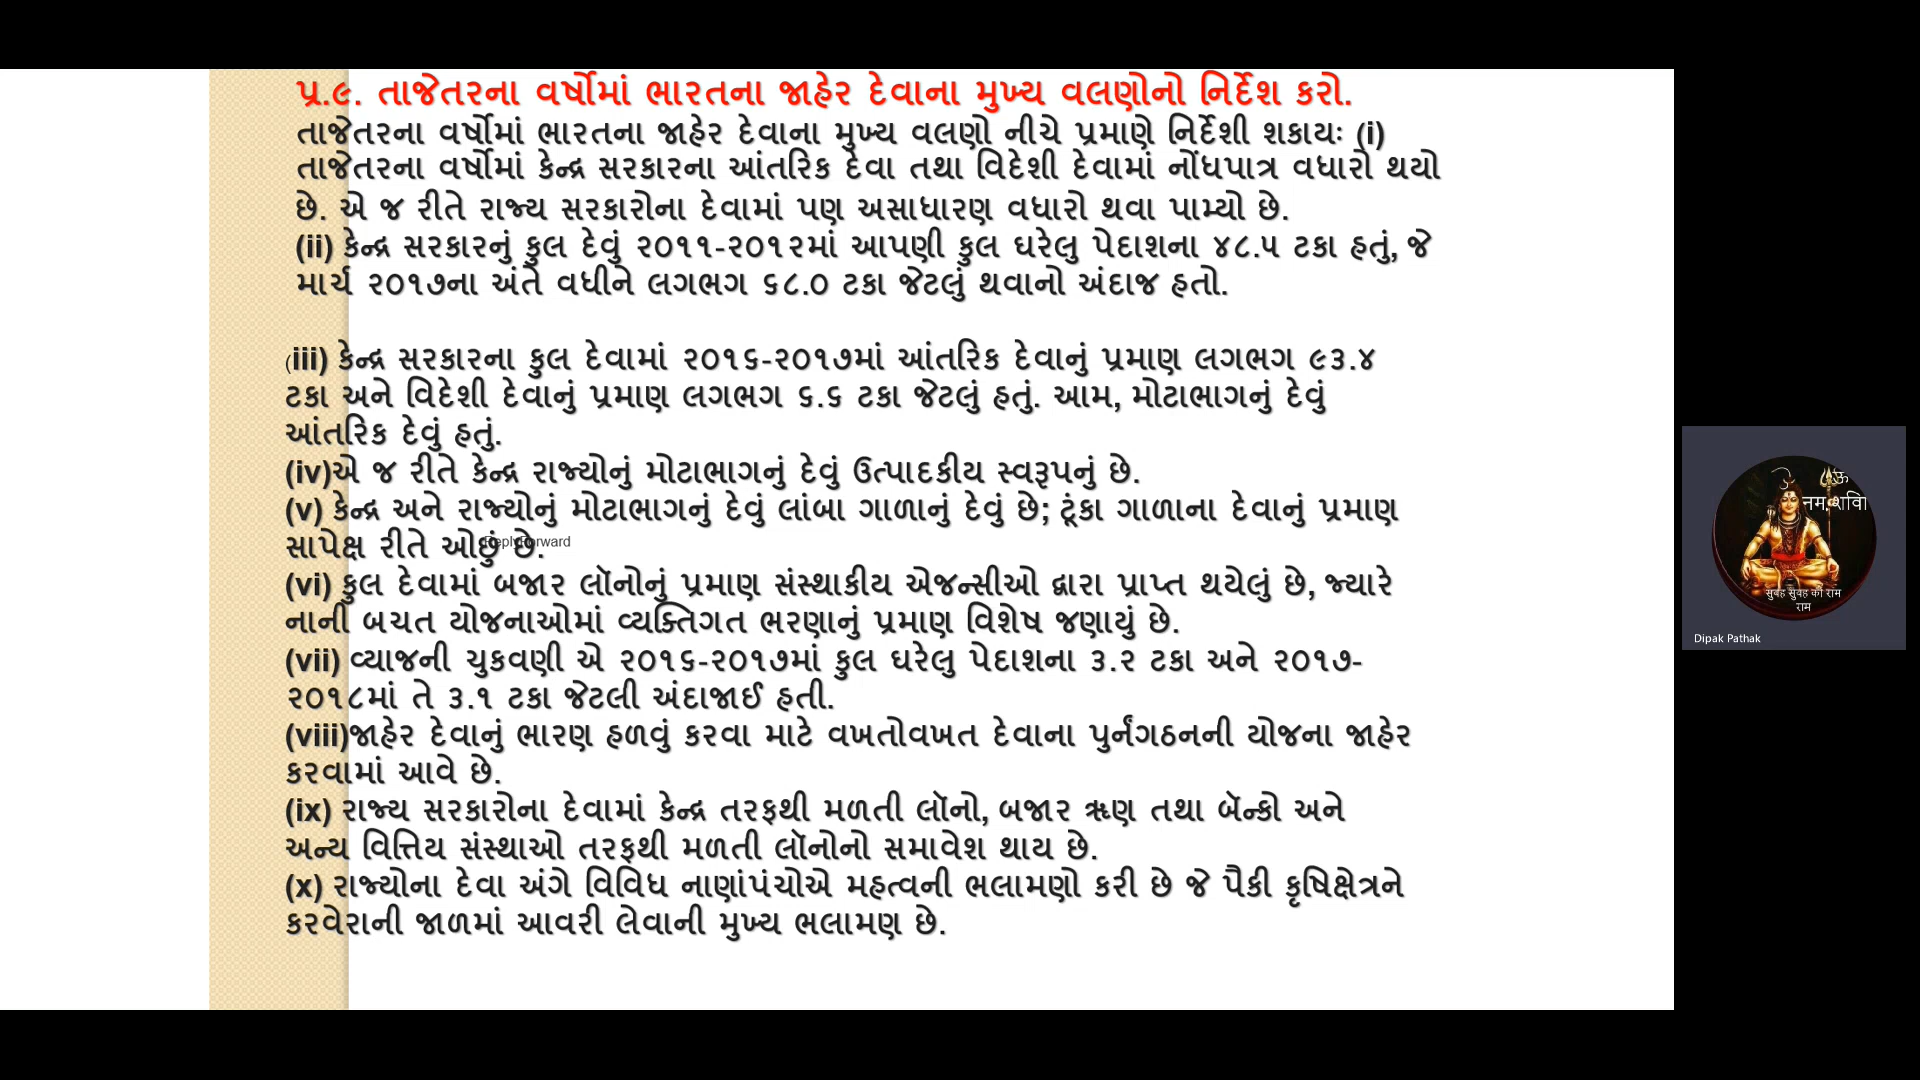 પ્ર.૯. તાજેતરના વર્ષોમાં ભારતના જાહેર દેવાના મુખ્ય વલણોનો નિર્દેશ કરો.
તાજેતરના વર્ષોમાં ભારતના જાહેર દેવાના મુખ્ય વલણો નીચે પ્રમાણે નિર્દેશી શકાયઃ (i)
તાજેતરના વર્ષોમાં કેન્દ્ર સરકારના આંતરિક દેવા તથા વિદેશી દેવામાં નોંધપાત્ર વધારો થયો
છે. એ જ રીતે રાજ્ય સરકારોના દેવામાં પણ અસાધારણ વધારો થવા પામ્યો છે.
(ii) કેન્દ્ર સરકારનું કુલ દેવું ૨૦૧૧-૨૦૧૨માં આપણી કુલ ઘરેલુ પેદાશના ૪૮.૫ ટકા હતું, જે
માર્ચ ૨૦૧૭ના અંતે વધીને લગભગ ૬૮.૦ ટકા જેટલું થવાનો અંદાજ હતો.
(iii) કેન્દ્ર સરકારના કુલ દેવામાં ૨૦૧૬-૨૦૧૭માં આંતરિક દેવાનું પ્રમાણ લગભગ ૯૩.૪
ટકા અને વિદેશી દેવાનું પ્રમાણ લગભગ ૬.૬ ટકા જેટલું હતું. આમ, મોટાભાગનું દેવું
આંતરિક દેવું હતું.
(iv)એ જ રીતે કેન્દ્ર રાજ્યોનું મોટાભાગનું દેવું ઉત્પાદકીય સ્વરૂપનું છે.
(v) કેન્દ્ર અને રાજ્યોનું મોટાભાગનું દેવું લાંબા ગાળાનું દેવું છે; ટૂંકા ગાળાના દેવાનું પ્રમાણ
સાપેક્ષ રીતે ઓછું છે.
ReplyForward
(vi) કુલ દેવામાં બજાર લૉનોનું પ્રમાણ સંસ્થાકીય એજન્સીઓ દ્વારા પ્રાપ્ત થયેલું છે, જ્યારે
નાની બચત યોજનાઓમાં વ્યક્તિગત ભરણાનું પ્રમાણ વિશેષ જણાયું છે.
(vii) વ્યાજની ચુકવણી એ ૨૦૧૬-૨૦૧૭માં કુલ ઘરેલુ પેદાશના ૩.૨ ટકા અને ૨૦૧૭-
૨૦૧૮માં તે ૩.૧ ટકા જેટલી અંદાજાઈ હતી.
(viii)જાહેર દેવાનું ભારણ હળવું કરવા માટે વખતોવખત દેવાના પુર્નંગઠનની યોજના જાહેર
કરવામાં આવે છે.
(ix) રાજ્ય સરકારોના દેવામાં કેન્દ્ર તરફથી મળતી લૉનો, બજાર ઋણ તથા બૅન્કો અને
અન્ય વિત્તિય સંસ્થાઓ તરફથી મળતી લૉનોનો સમાવેશ થાય છે.
(x) રાજ્યોના દેવા અંગે વિવિધ નાણાંપંચોએ મહત્વની ભલામણો કરી છે જે પૈકી કૃષિક્ષેત્રને
કરવેરાની જાળમાં આવરી લેવાની મુખ્ય ભલામણ છે.
ॐ
सुबह सुबह की राम
राम
Dipak Pathak